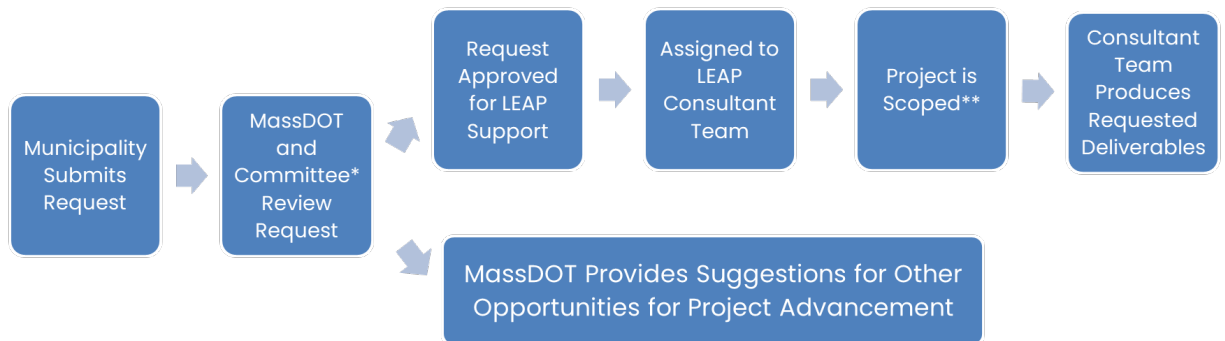 Municipality
Submits
Request
MassDOT
and
Committee*
Review
Request
Request
Approved
for LEAP
Support
Assigned to
LEAP
Consultant
Team
Project is
Scoped**
Consultant
Team
Produces
Requested
Deliverables
MassDOT Provides Suggestions for Other
Opportunities for Project Advancement